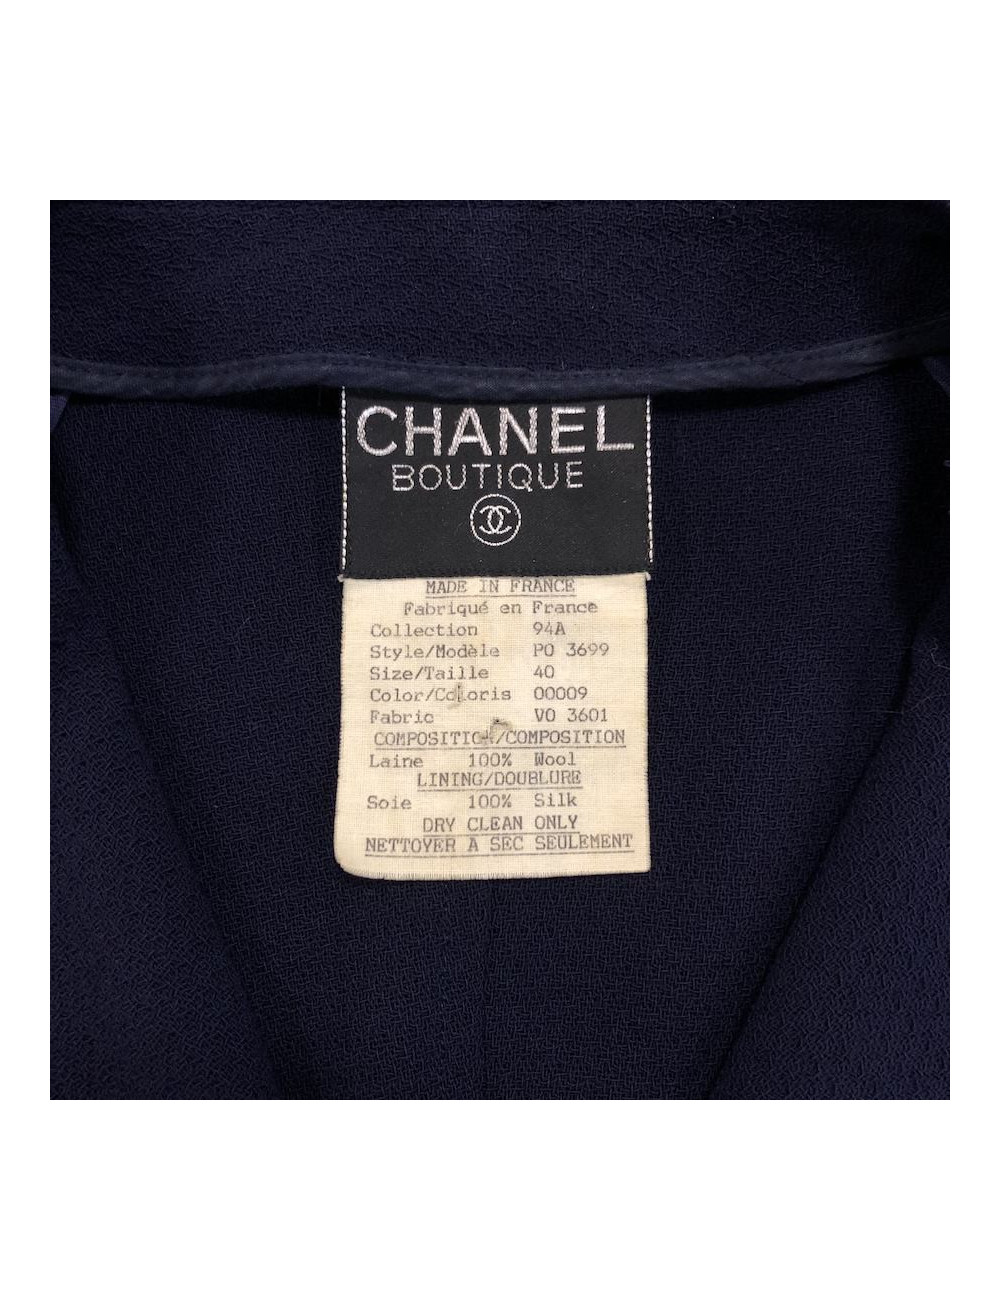 CHANEL
BOUTIQUE
MADE IN FRANCE
Fabriqué en France
Collection 94A
Style/Modèle PO 3699
Size/Taille 40
Color/Coloris 00009
Fabric VO 3601
COMPOSITION/COMPOSITION
Laine 100% Wool
LINING/DOUBLURE
Soie 100% Silk
DRY CLEAN ONLY
NETTOYER A SEC SEULEMENT